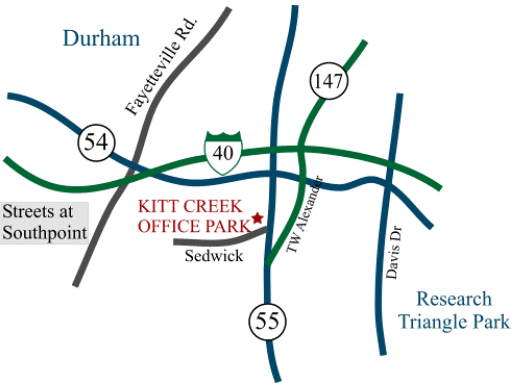 Durham
Fayetteville Rd.
147
54
40
Streets at
Southpoint
KITT CREEK
OFFICE PARK
Sedwick
TW Alexander
Davis Dr
Research
Triangle Park
55